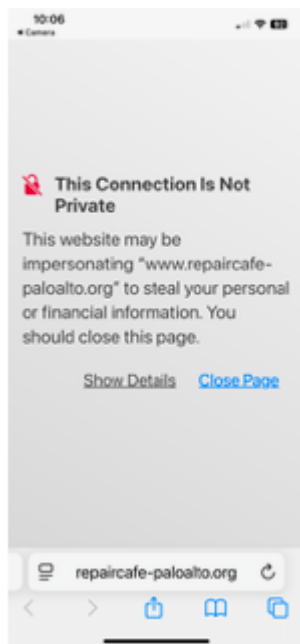 10:06
◀ Camera
This Connection Is Not
Private
This website may be
impersonating "www.repaircafe-
paloalto.org" to steal your personal
or financial information. You
should close this page.
Show Details Close Page
repaircafe-paloalto.org